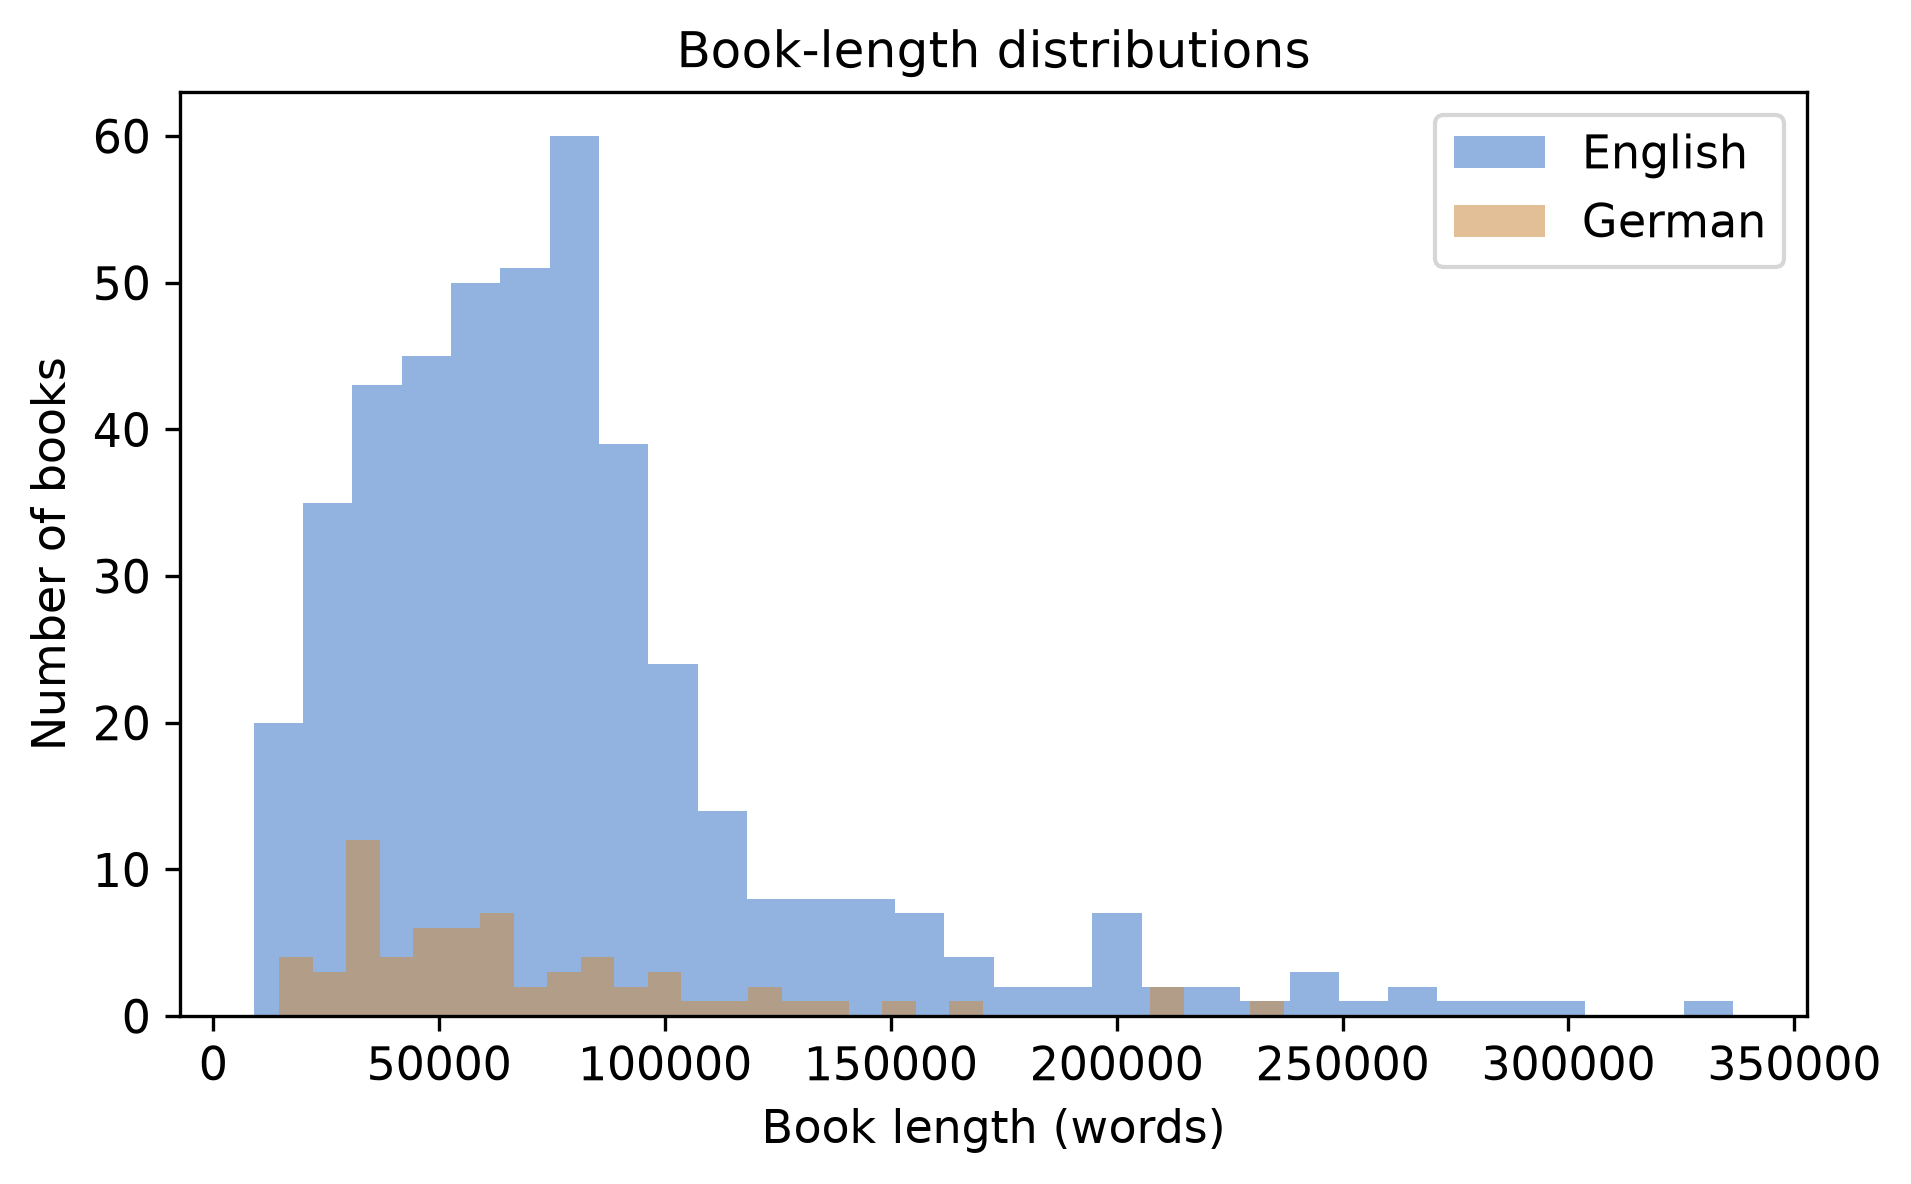 Book-length distributions
English
German
Number of books
60
50
40
30
20
10
0
0 50000 100000 150000 200000 250000 300000 350000
Book length (words)